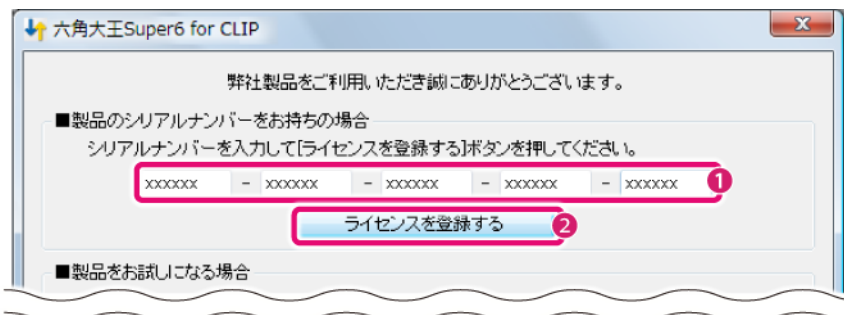 六角大王Super6 for CLIP
X
弊社製品をご利用いただき誠にありがとうございます。
■製品のシリアルナンバーをお持ちの場合
シリアルナンバーを入力して[ライセンスを登録する]ボタンを押してください。
xxxxxx - xxxxxx - xxxxxx - xxxxxx - xxxxxx ❶
ライセンスを登録する ❷
■製品をお試しになる場合